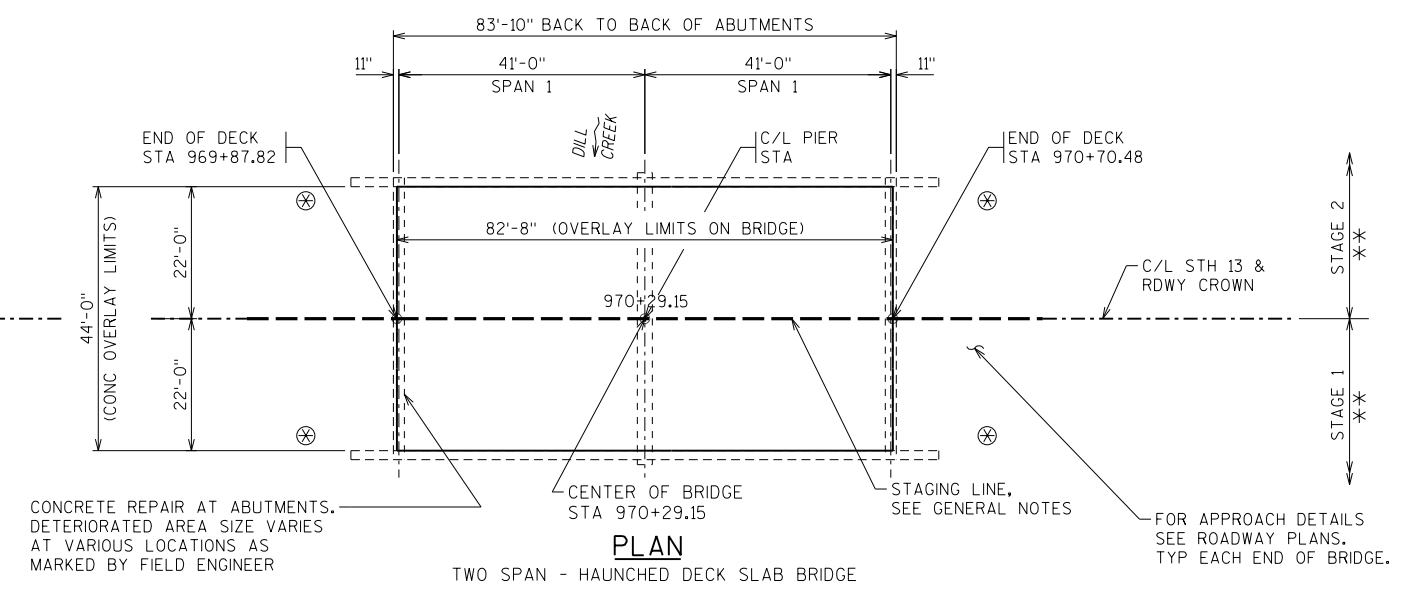 83'-10" BACK TO BACK OF ABUTMENTS
11"
41'-0"
SPAN 1
41'-0"
SPAN 1
11"
END OF DECK
STA 969+87.82
DILL
CREEK
C/L PIER
STA
END OF DECK
STA 970+70.48
82'-8" (OVERLAY LIMITS ON BRIDGE)
44'-0"
(CONC OVERLAY LIMITS)
22'-0"
22'-0"
970+29.15
C/L STH 13 &
RDWY CROWN
STAGE 2
**
STAGE 1
**
CONCRETE REPAIR AT ABUTMENTS.
DETERIORATED AREA SIZE VARIES
AT VARIOUS LOCATIONS AS
MARKED BY FIELD ENGINEER
CENTER OF BRIDGE
STA 970+29.15
STAGING LINE,
SEE GENERAL NOTES
FOR APPROACH DETAILS
SEE ROADWAY PLANS.
TYP EACH END OF BRIDGE.
PLAN
TWO SPAN - HAUNCHED DECK SLAB BRIDGE